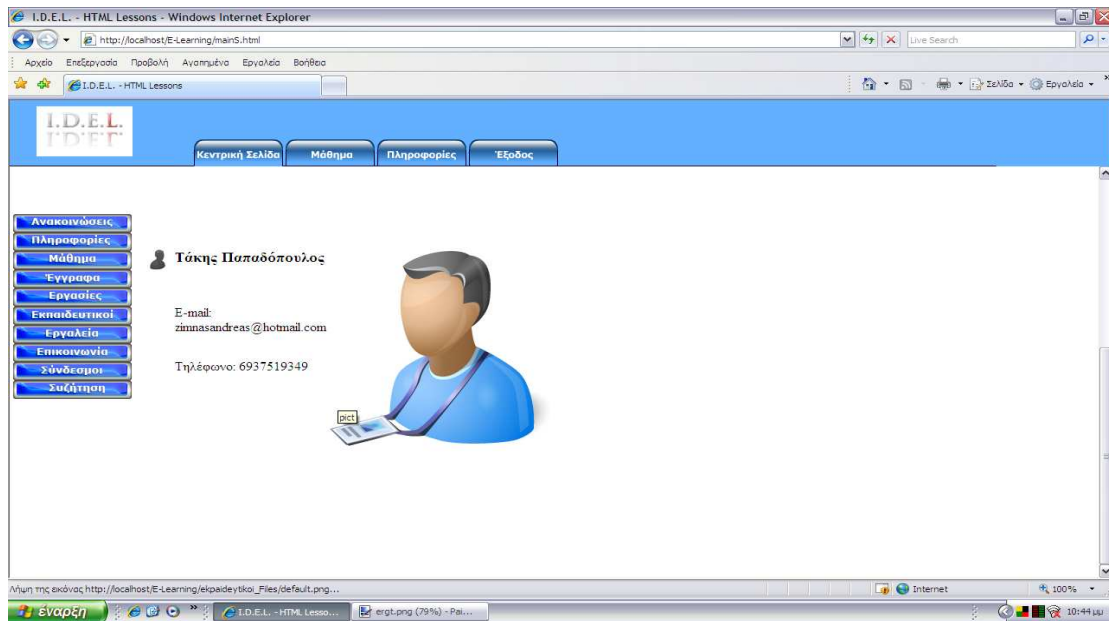 I.D.E.L. - HTML Lessons - Windows Internet Explorer
http://localhost/E-Learning/mainS.html
Live Search
Αρχείο Επεξεργασία Προβολή Αγαπημένα Εργαλεία Βοήθεια
I.D.E.L. - HTML Lessons
Σελίδα Εργαλεία
I.D.E.L.
Κεντρική Σελίδα Μάθημα Πληροφορίες Έξοδος
Ανακοινώσεις
Πληροφορίες
Μάθημα
Έγγραφα
Εργασίες
Εκπαιδευτικοί
Εργαλεία
Επικοινωνία
Σύνδεσμοι
Συζήτηση
Τάκης Παπαδόπουλος
E-mail:
zimnasandreas@hotmail.com
Τηλέφωνο: 6937519349
pict
Λήψη της εικόνας http://localhost/E-Learning/ekpaideytikoi_Files/default.png...
Internet
100%
έναρξη
I.D.E.L. - HTML Lesso...
ergt.png (79%) - Pai...
10:44 μμ